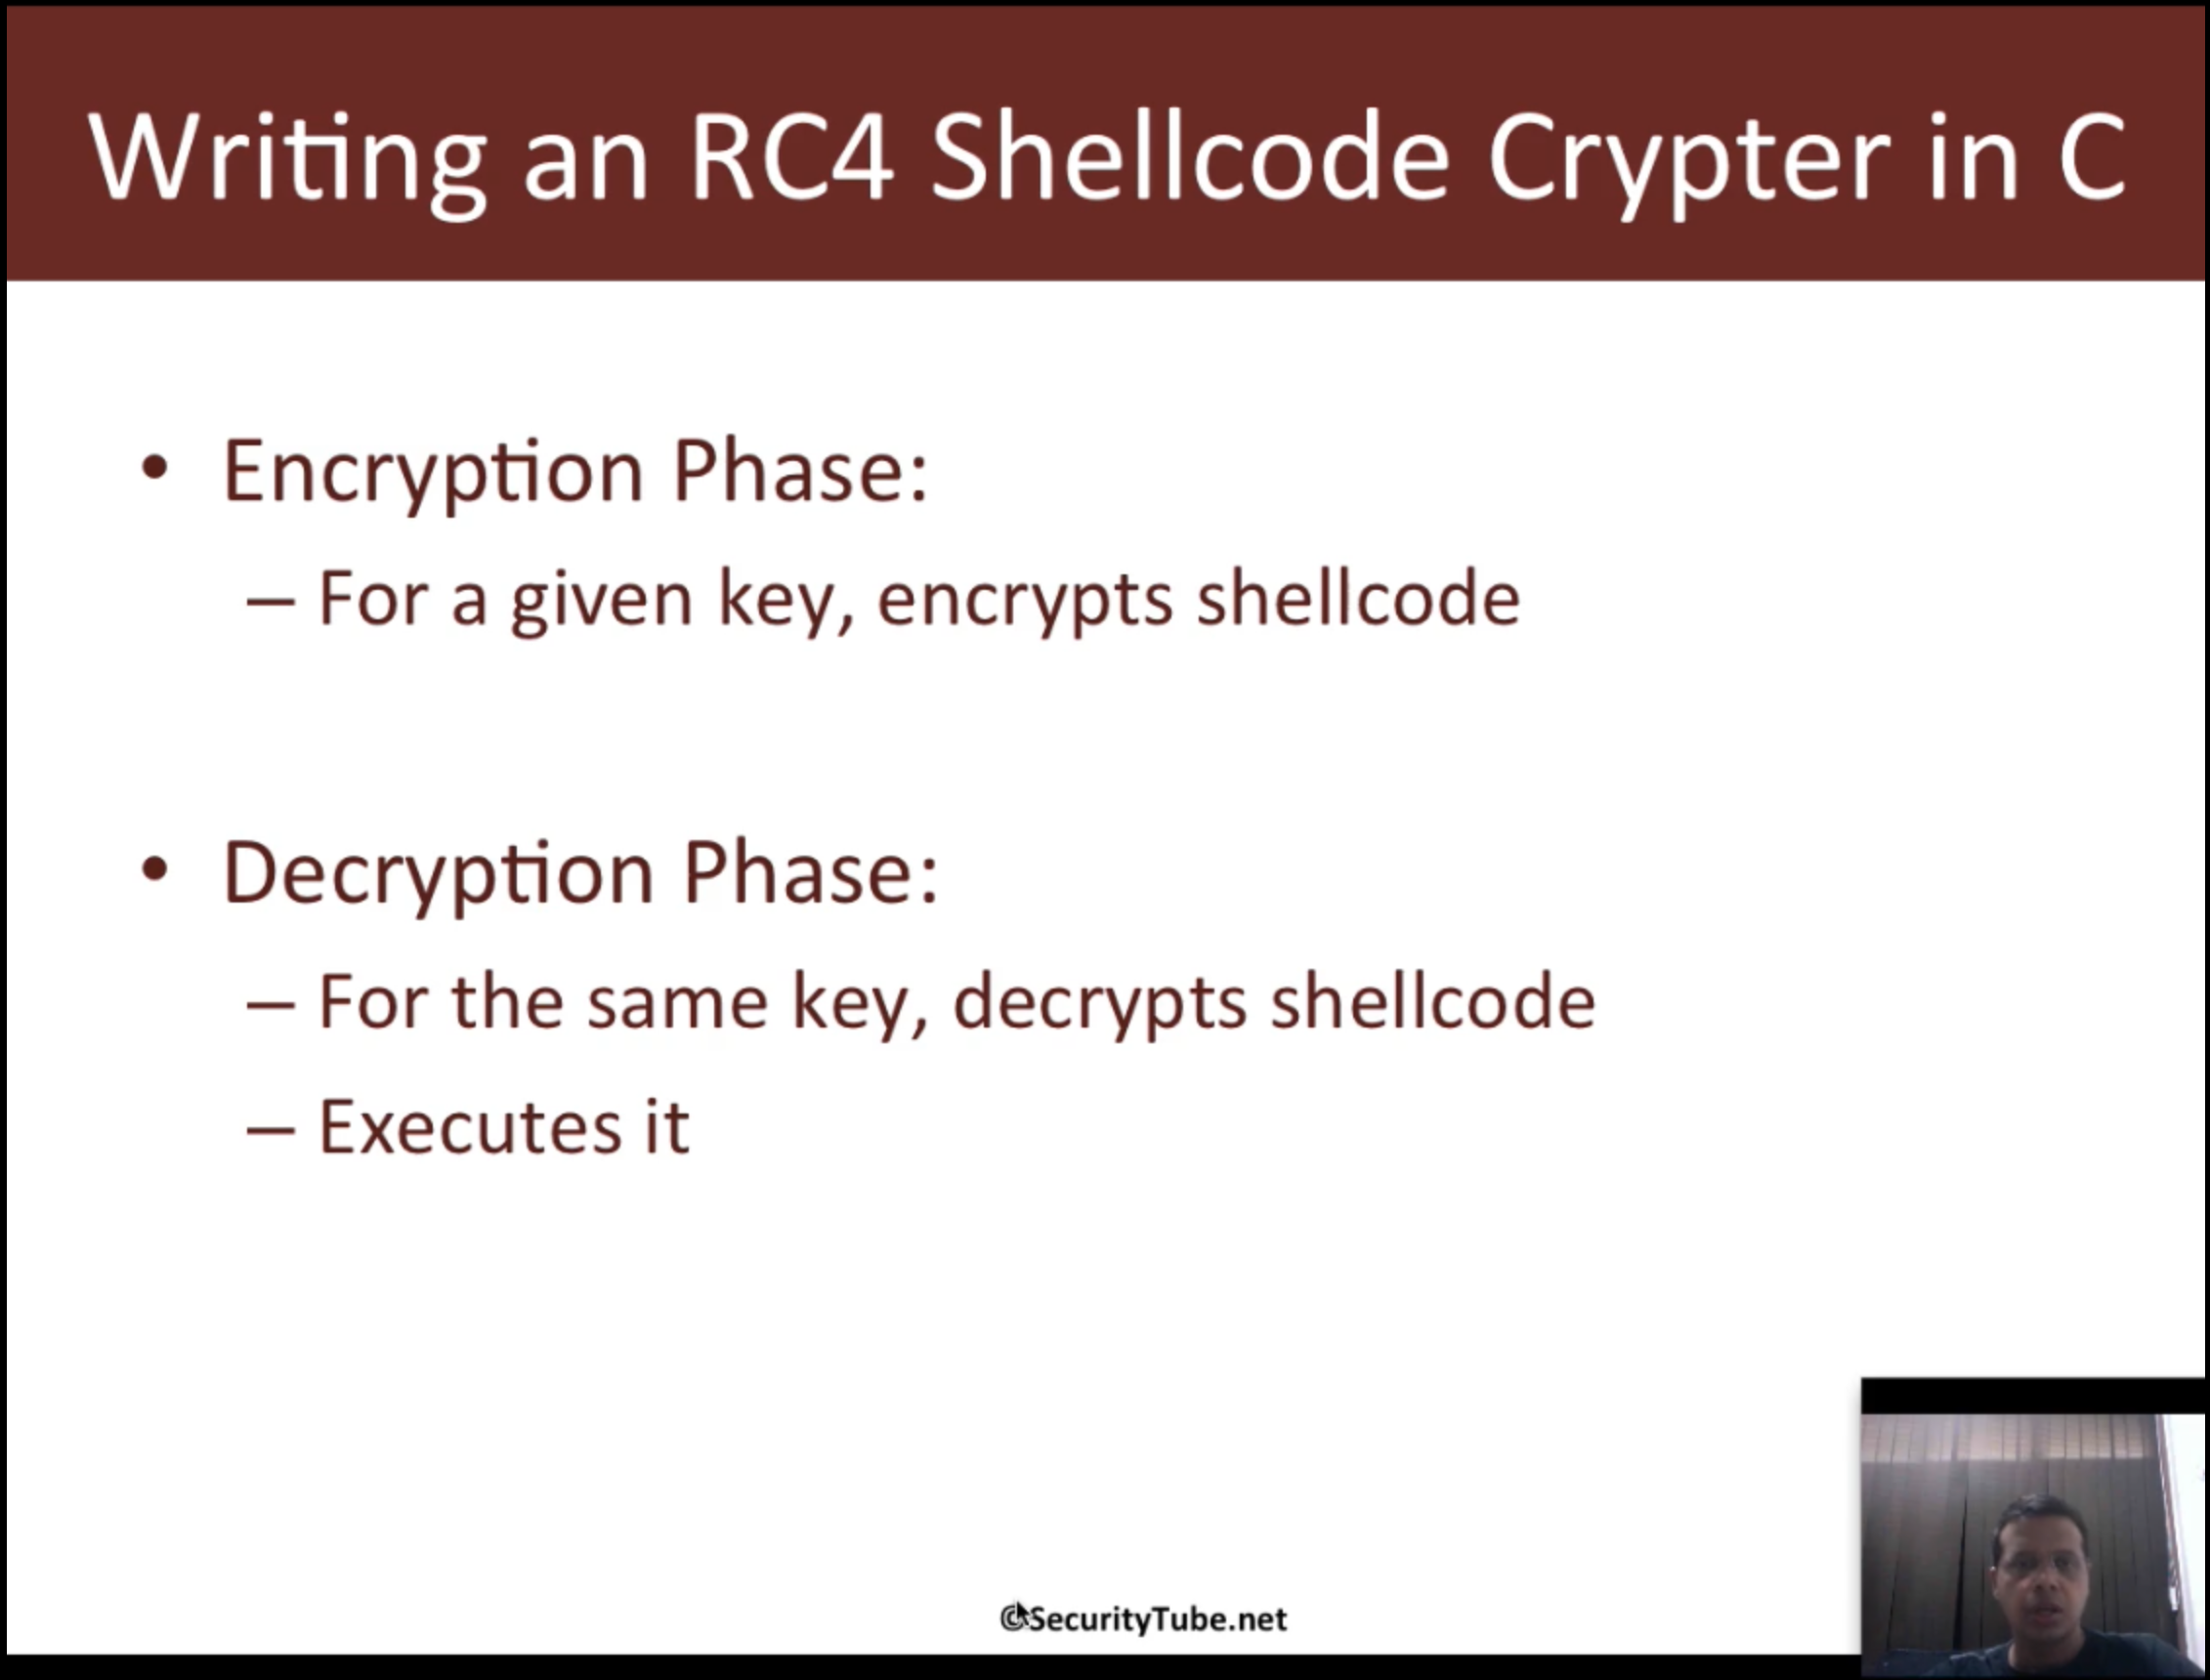 Writing an RC4 Shellcode Crypter in C
• Encryption Phase:
– For a given key, encrypts shellcode
• Decryption Phase:
– For the same key, decrypts shellcode
– Executes it
©SecurityTube.net